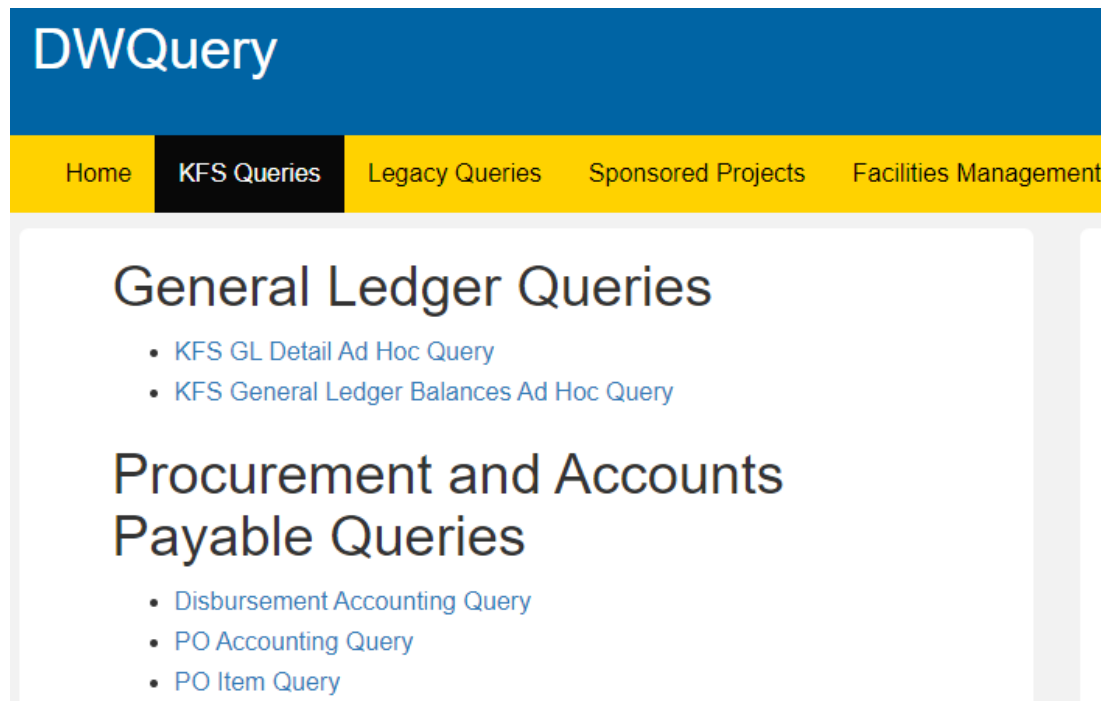 DWQuery
Home KFS Queries Legacy Queries Sponsored Projects Facilities Management
General Ledger Queries
KFS GL Detail Ad Hoc Query
KFS General Ledger Balances Ad Hoc Query
Procurement and Accounts
Payable Queries
Disbursement Accounting Query
PO Accounting Query
PO Item Query